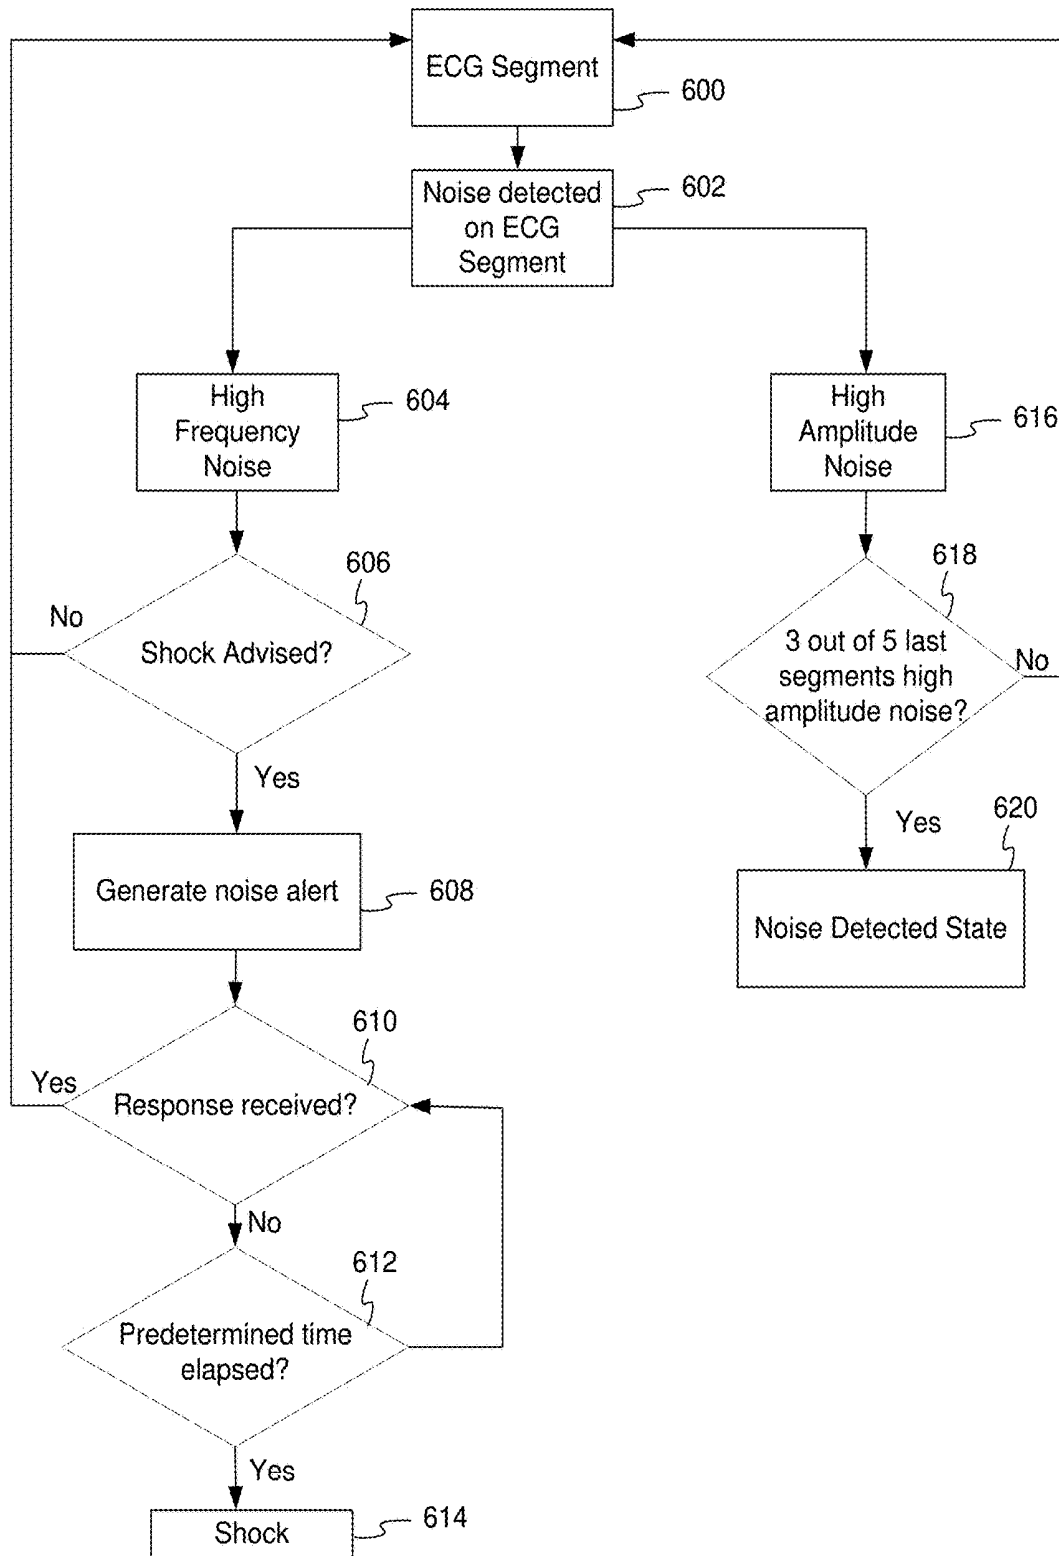 ECG Segment
600
Noise detected
on ECG
Segment
602
High
Frequency
Noise
604
High
Amplitude
Noise
616
606
No
Shock Advised?
Yes
618
3 out of 5 last
segments high
amplitude noise?
No
Yes
Generate noise alert
608
620
Noise Detected State
610
Yes
Response received?
No
612
Predetermined time
elapsed?
Yes
Shock
614